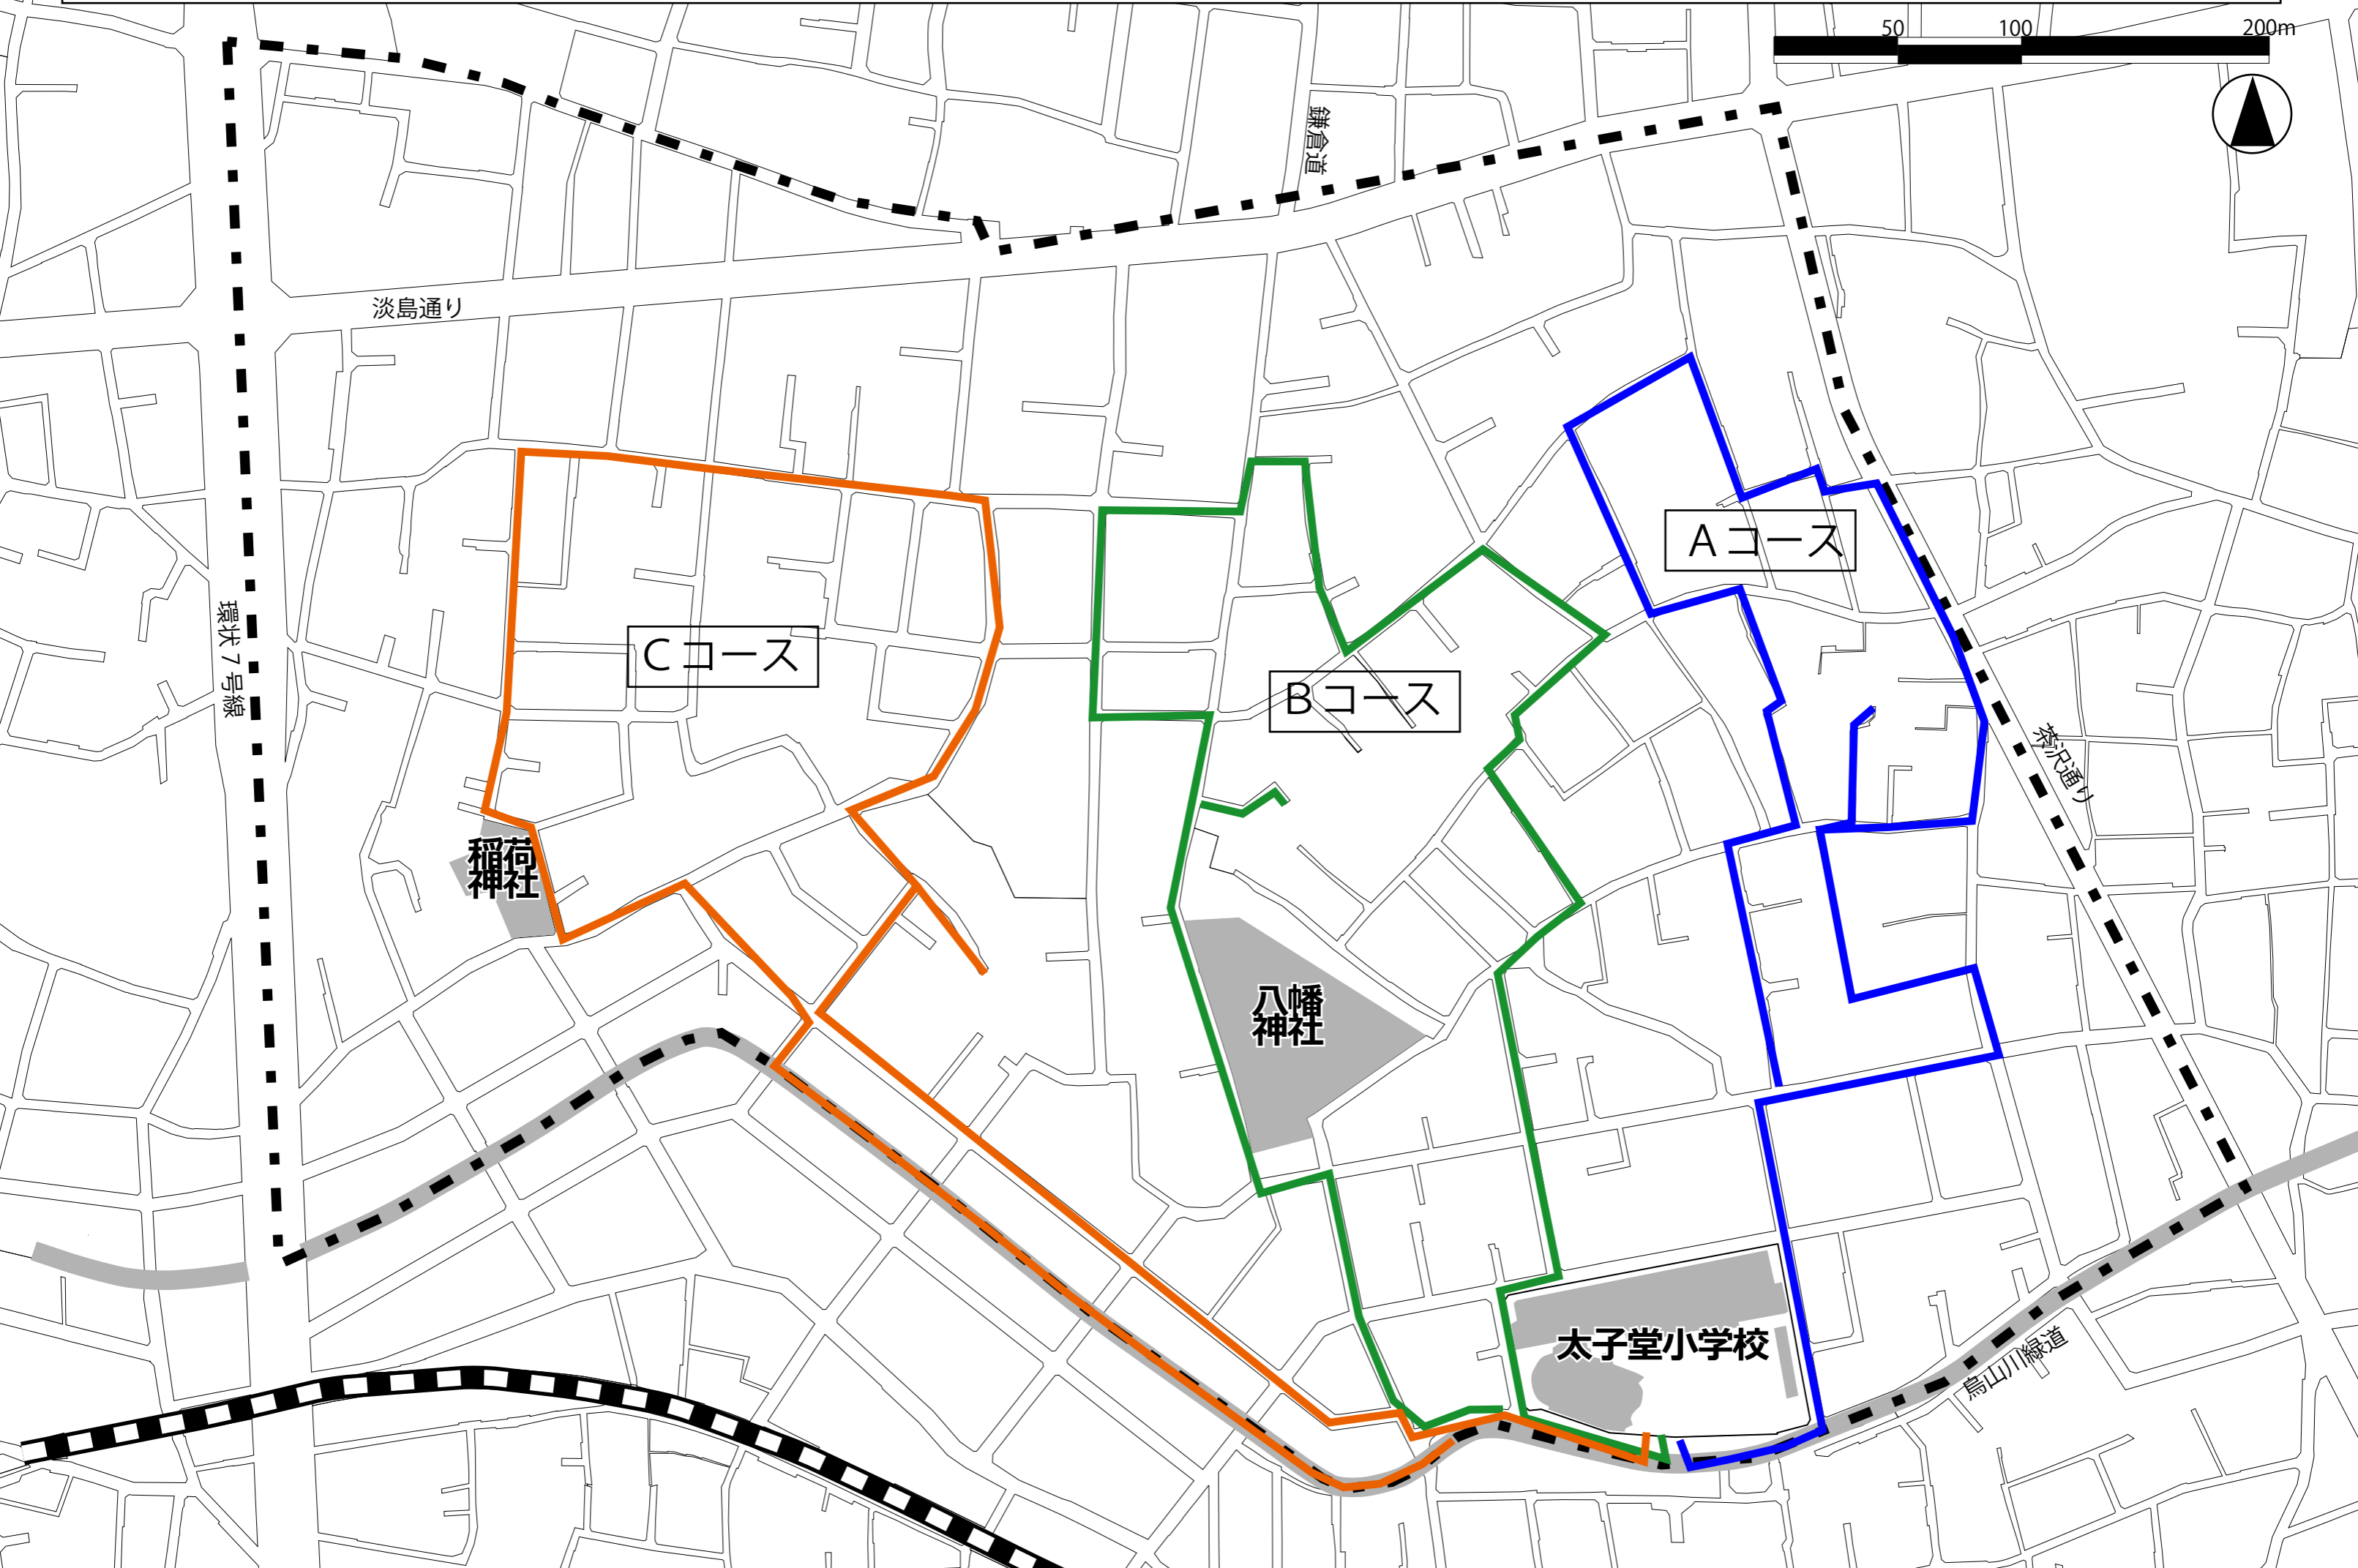 50 100 200m
鎌倉道
淡島通り
Aコース
環状7号線
Cコース
Bコース
茶沢通り
稲荷
神社
八幡
神社
太子堂小学校
烏山川緑道